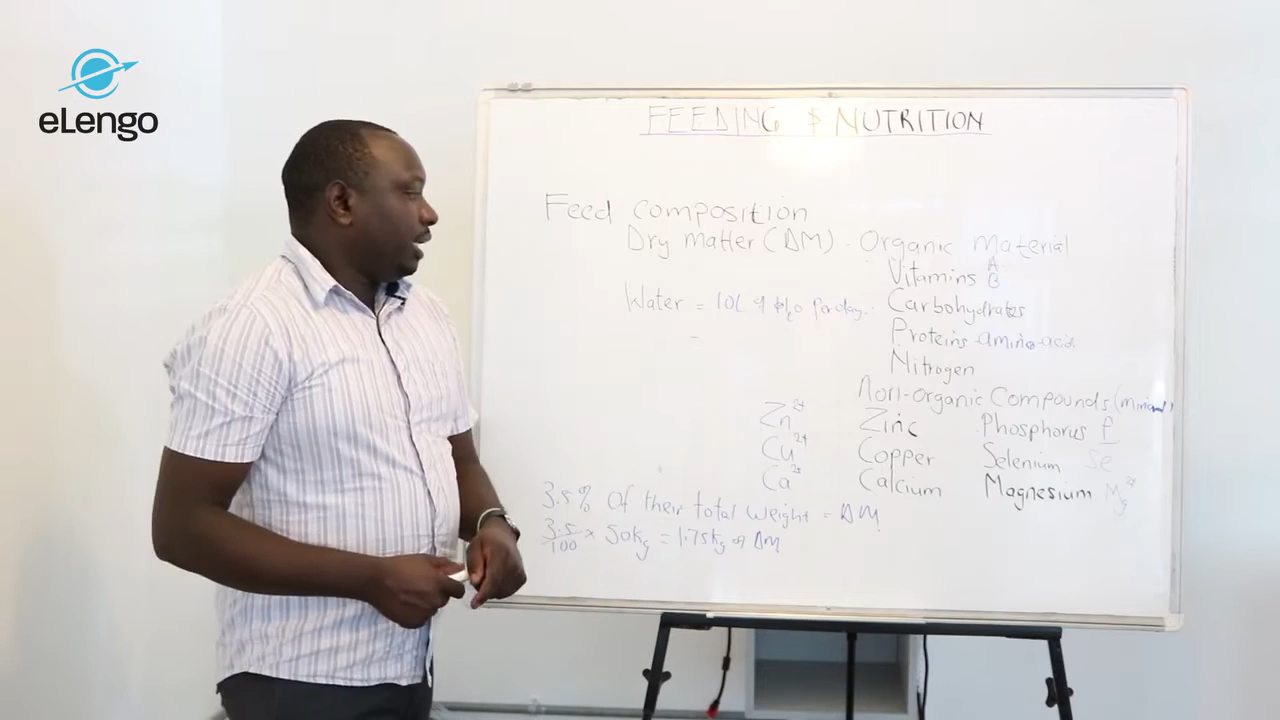 eLengo
FEEDING & NUTRITION
Feed composition
Dry matter (DM) - Organic material
Vitamins A B
Water = 10L of H2O Per day. Carbohydrates
Proteins amino acid
Nitrogen
Non-organic Compounds (
Zn2+ Zinc Phosphorus P
Cu2+ Copper Selenium Se
Ca2+ Calcium Magnesium Mg2+
3.5% Of their total weight = DM
3.5/100 x 50kg = 1.75kg of DM